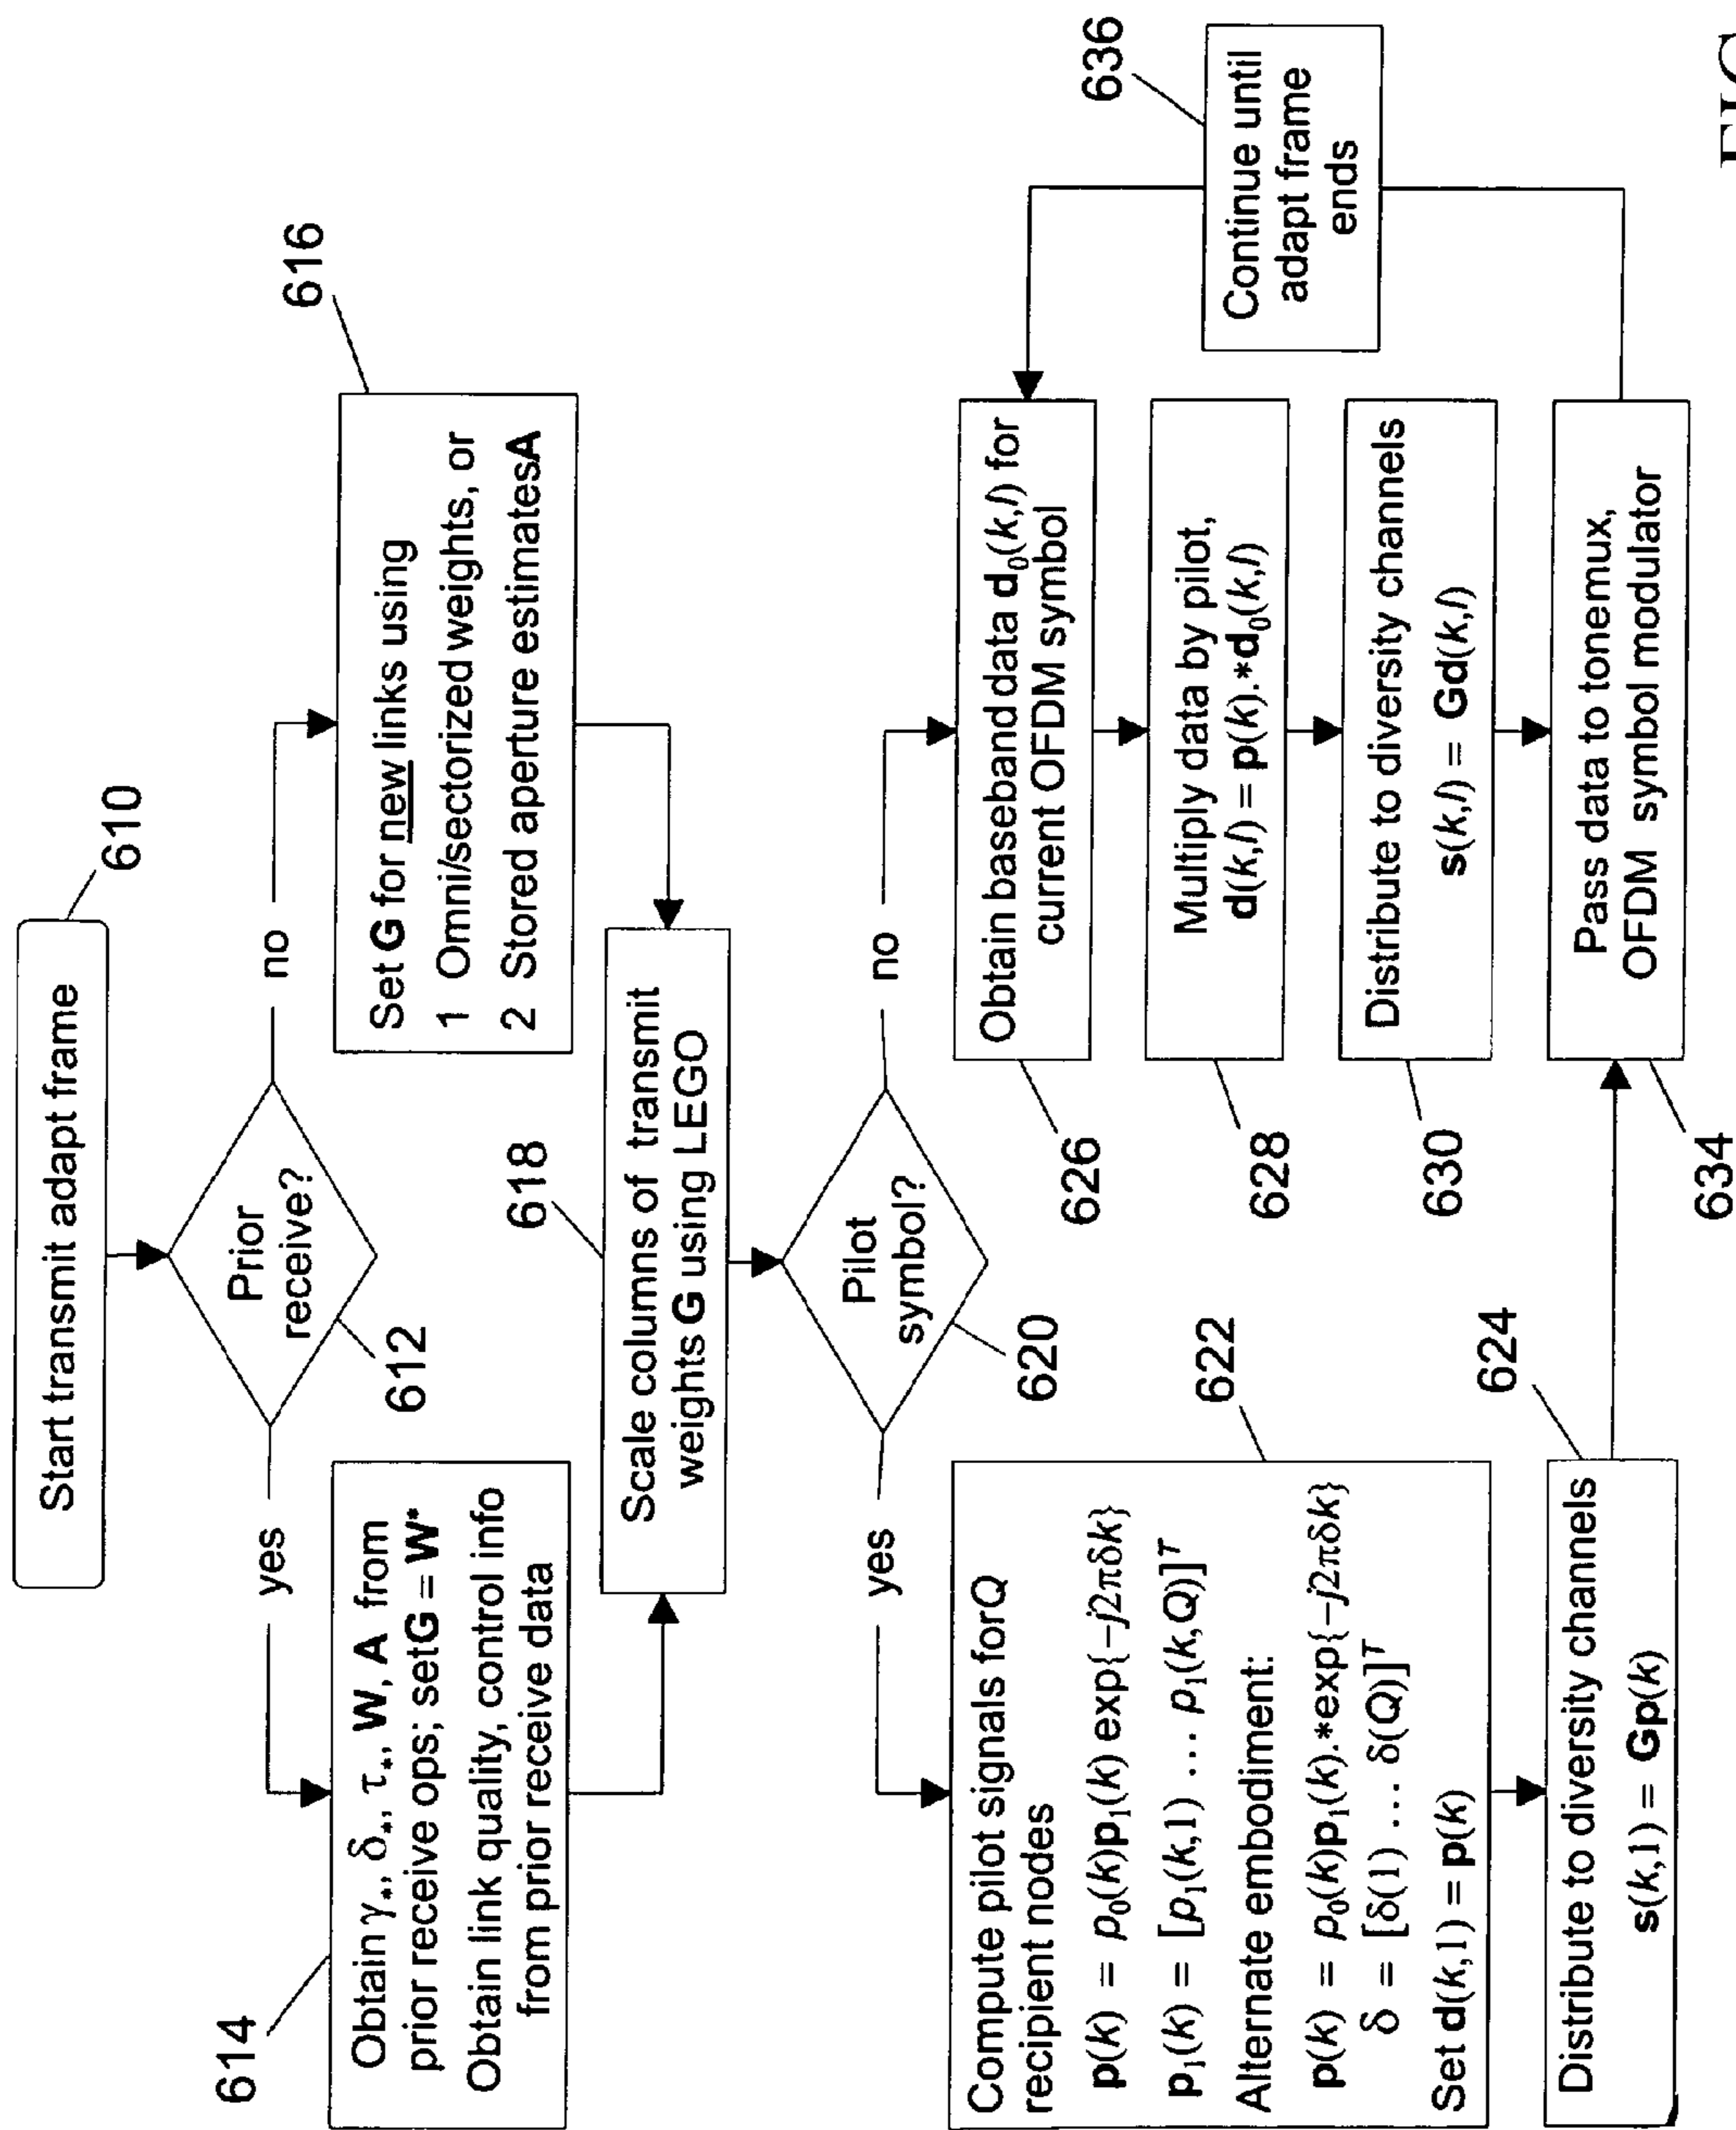 Start transmit adapt frame
610
Prior
receive?
612
yes
no
614
Obtain γ*, δ*, τ*, W, A from
prior receive ops; setG = W*
Obtain link quality, control info
from prior receive data
616
Set G for new links using
1 Omni/sectorized weights, or
2 Stored aperture estimatesA
618
Scale columns of transmit
weights G using LEGO
Pilot
symbol?
620
yes
no
622
Compute pilot signals forQ
recipient nodes
p(k) = p₀(k)p₁(k) exp{−j2πδk}
p₁(k) = [p₁(k,1) … p₁(k,Q)]ᵀ
Alternate embodiment:
p(k) = p₀(k)p₁(k).*exp{−j2πδk}
δ = [δ(1) … δ(Q)]ᵀ
Set d(k,1) = p(k)
624
Distribute to diversity channels
s(k,1) = Gp(k)
Obtain baseband data d₀(k,l) for
current OFDM symbol
626
Multiply data by pilot,
d(k,l) = p(k).*d₀(k,l)
628
Distribute to diversity channels
s(k,l) = Gd(k,l)
630
Pass data to tonemux,
OFDM symbol modulator
634
636
Continue until
adapt frame
ends
FIG